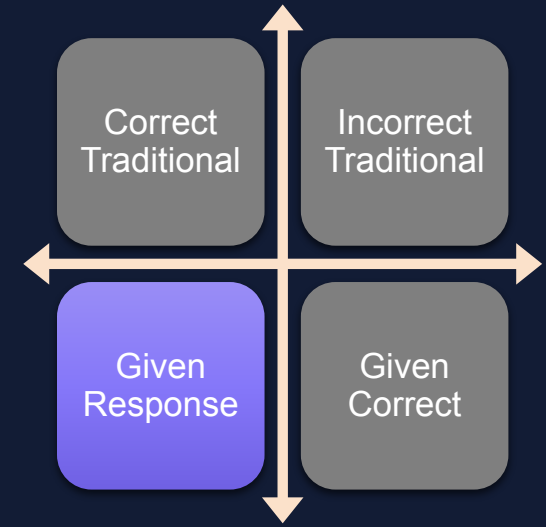 Correct
Traditional
Incorrect
Traditional
Given
Response
Given
Correct